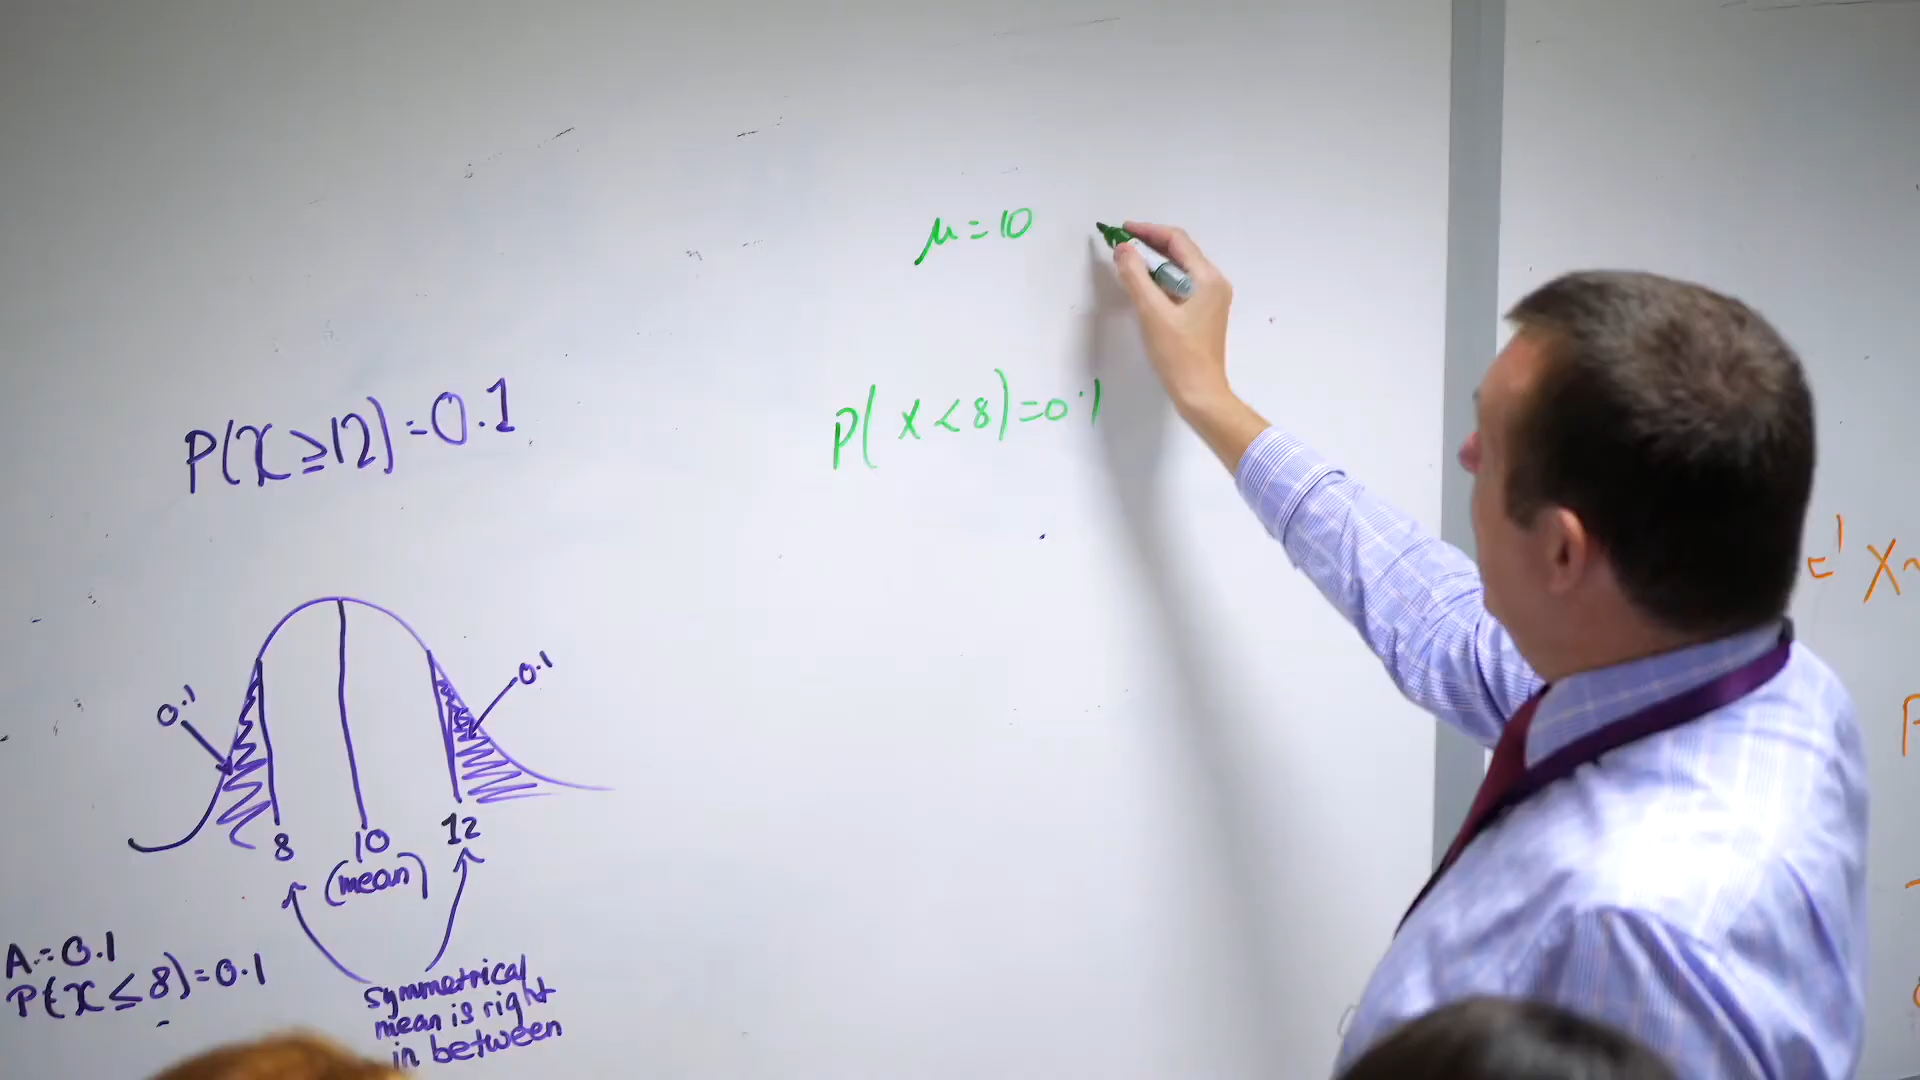 μ=10
P(x≥12)=0.1
P(x<8)=0.1
0.1
0.1
8
10
(mean)
12
A=0.1
P(x≤8)=0.1
symmetrical
mean is right
in between
X~